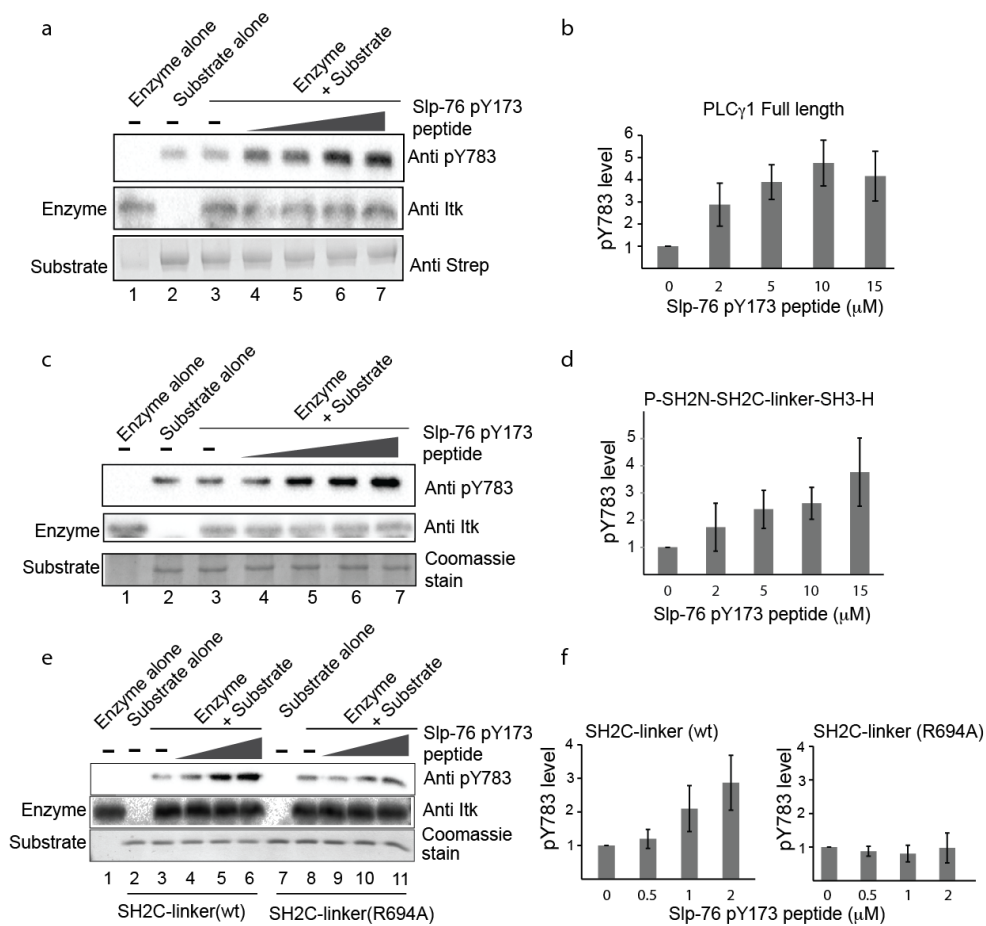 a
Enzyme alone
Substrate alone
Enzyme
+ Substrate
Slp-76 pY173
peptide
Anti pY783
Enzyme
Anti Itk
Substrate
Anti Strep
1 2 3 4 5 6 7
b
PLCγ1 Full length
pY783 level
6
5
4
3
2
1
0 2 5 10 15
Slp-76 pY173 peptide (μM)
c
Enzyme alone
Substrate alone
Enzyme
+ Substrate
Slp-76 pY173
peptide
Anti pY783
Enzyme
Anti Itk
Substrate
Coomassie
stain
1 2 3 4 5 6 7
d
P-SH2N-SH2C-linker-SH3-H
pY783 level
5
4
3
2
1
0 2 5 10 15
Slp-76 pY173 peptide (μM)
e
Enzyme alone
Substrate alone
Enzyme
+ Substrate
Substrate alone
Enzyme
+ Substrate
Slp-76 pY173
peptide
Anti pY783
Enzyme
Anti Itk
Substrate
Coomassie
stain
1 2 3 4 5 6 7 8 9 10 11
SH2C-linker(wt) SH2C-linker(R694A)
f
SH2C-linker (wt)
pY783 level
4
3
2
1
0 0.5 1 2
SH2C-linker (R694A)
pY783 level
4
3
2
1
0 0.5 1 2
Slp-76 pY173 peptide (μM)